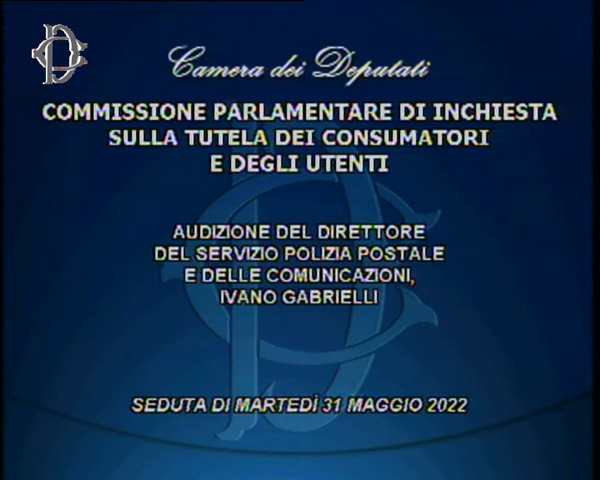 Camera dei Deputati
COMMISSIONE PARLAMENTARE DI INCHIESTA
SULLA TUTELA DEI CONSUMATORI
E DEGLI UTENTI
AUDIZIONE DEL DIRETTORE
DEL SERVIZIO POLIZIA POSTALE
E DELLE COMUNICAZIONI,
IVANO GABRIELLI
SEDUTA DI MARTEDÌ 31 MAGGIO 2022